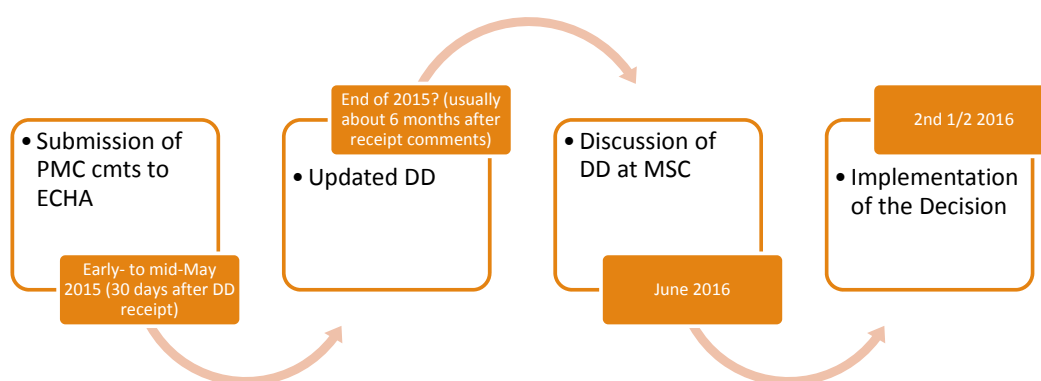 • Submission of
PMC cmts to
ECHA
Early- to mid-May
2015 (30 days after DD
receipt)
End of 2015? (usually
about 6 months after
receipt comments)
• Updated DD
• Discussion of
DD at MSC
June 2016
2nd 1/2 2016
• Implementation
of the Decision